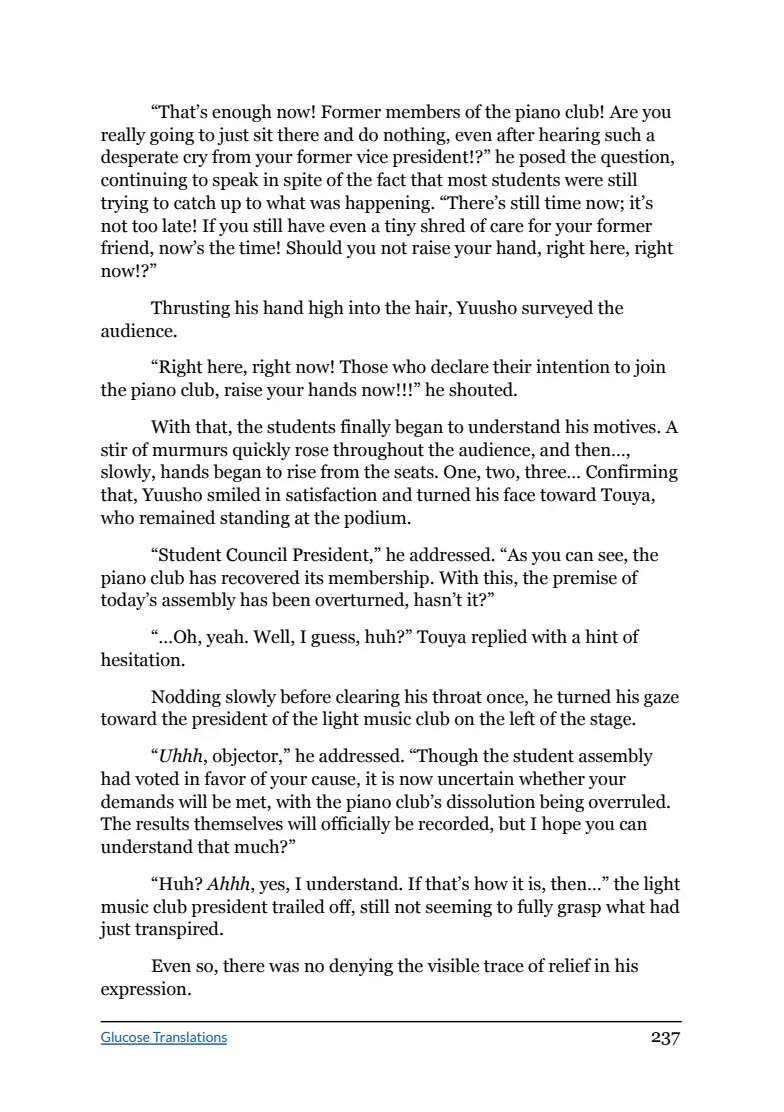 “That’s enough now! Former members of the piano club! Are you
really going to just sit there and do nothing, even after hearing such a
desperate cry from your former vice president!?” he posed the question,
continuing to speak in spite of the fact that most students were still
trying to catch up to what was happening. “There’s still time now; it’s
not too late! If you still have even a tiny shred of care for your former
friend, now’s the time! Should you not raise your hand, right here, right
now!?”
Thrusting his hand high into the hair, Yuusho surveyed the
audience.
“Right here, right now! Those who declare their intention to join
the piano club, raise your hands now!!!” he shouted.
With that, the students finally began to understand his motives. A
stir of murmurs quickly rose throughout the audience, and then…,
slowly, hands began to rise from the seats. One, two, three… Confirming
that, Yuusho smiled in satisfaction and turned his face toward Touya,
who remained standing at the podium.
“Student Council President,” he addressed. “As you can see, the
piano club has recovered its membership. With this, the premise of
today’s assembly has been overturned, hasn’t it?”
“…Oh, yeah. Well, I guess, huh?” Touya replied with a hint of
hesitation.
Nodding slowly before clearing his throat once, he turned his gaze
toward the president of the light music club on the left of the stage.
“Uhhh, objector,” he addressed. “Though the student assembly
had voted in favor of your cause, it is now uncertain whether your
demands will be met, with the piano club’s dissolution being overruled.
The results themselves will officially be recorded, but I hope you can
understand that much?”
“Huh? Ahhh, yes, I understand. If that’s how it is, then…” the light
music club president trailed off, still not seeming to fully grasp what had
just transpired.
Even so, there was no denying the visible trace of relief in his
expression.
Glucose Translations 237